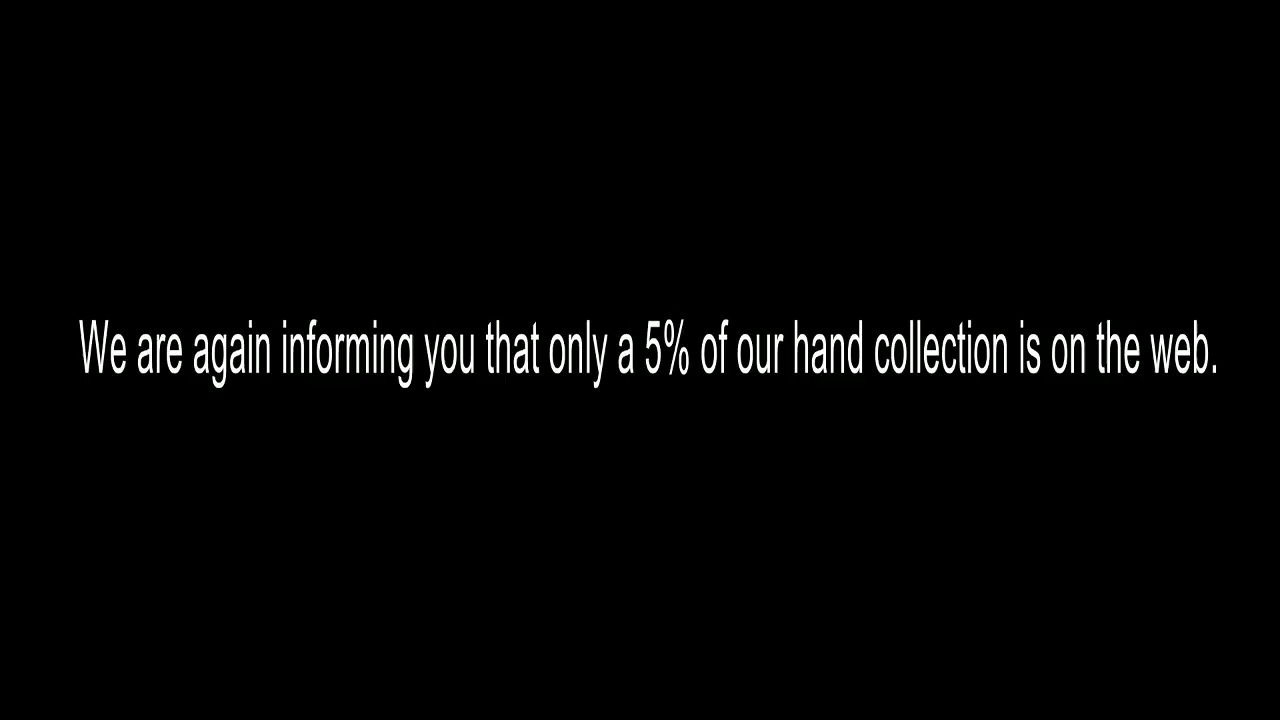 We are again informing you that only a 5% of our hand collection is on the web.